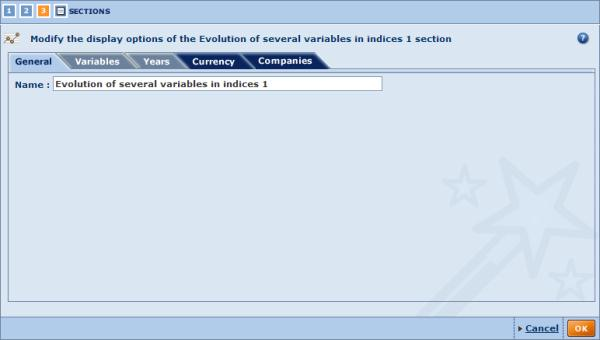 1 2 3 SECTIONS
Modify the display options of the Evolution of several variables in indices 1 section ?
General Variables Years Currency Companies
Name : Evolution of several variables in indices 1
Cancel OK